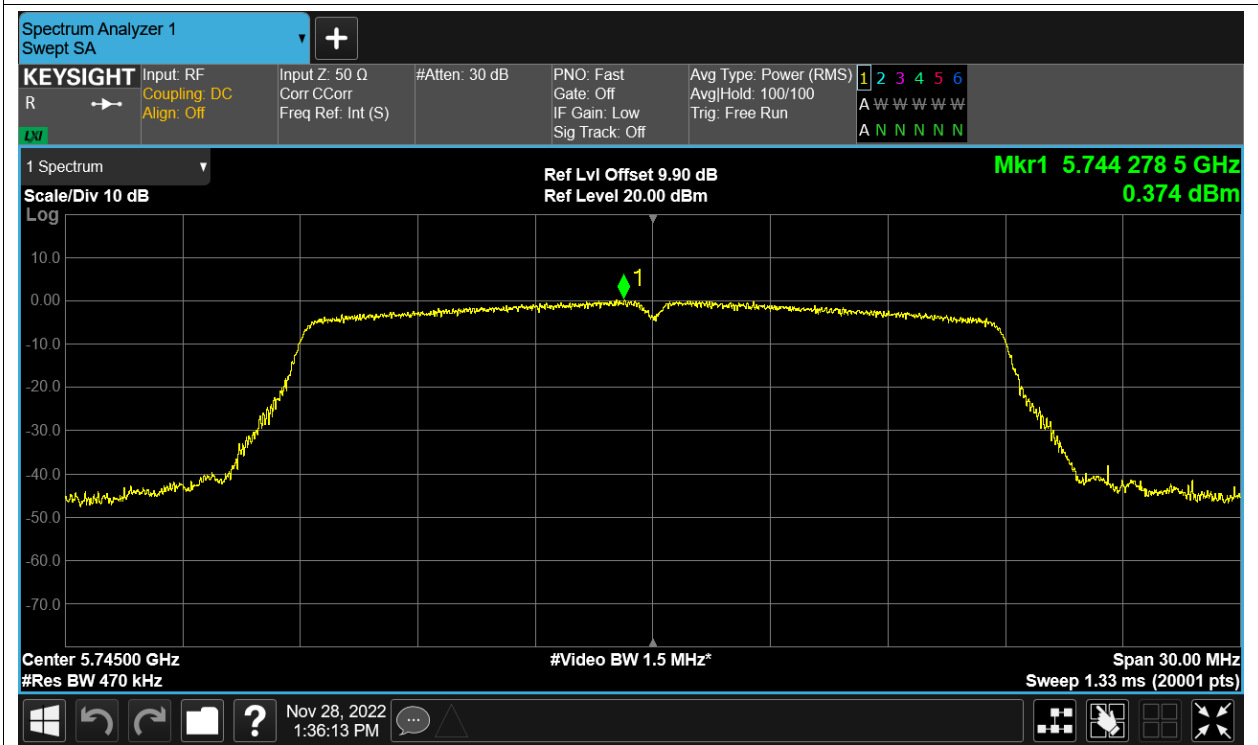 Spectrum Analyzer 1
Swept SA
KEYSIGHT
R
LXI
Input: RF
Coupling: DC
Align: Off
Input Z: 50 Ω
Corr CCorr
Freq Ref: Int (S)
#Atten: 30 dB
PNO: Fast
Gate: Off
IF Gain: Low
Sig Track: Off
Avg Type: Power (RMS)
Avg|Hold: 100/100
Trig: Free Run
1 2 3 4 5 6
A W W W W W
A N N N N N
1 Spectrum
Scale/Div 10 dB
Ref Lvl Offset 9.90 dB
Ref Level 20.00 dBm
Mkr1 5.744 278 5 GHz
0.374 dBm
Log
10.0
0.00
-10.0
-20.0
-30.0
-40.0
-50.0
-60.0
-70.0
1
Center 5.74500 GHz
#Res BW 470 kHz
#Video BW 1.5 MHz*
Span 30.00 MHz
Sweep 1.33 ms (20001 pts)
?
Nov 28, 2022
1:36:13 PM